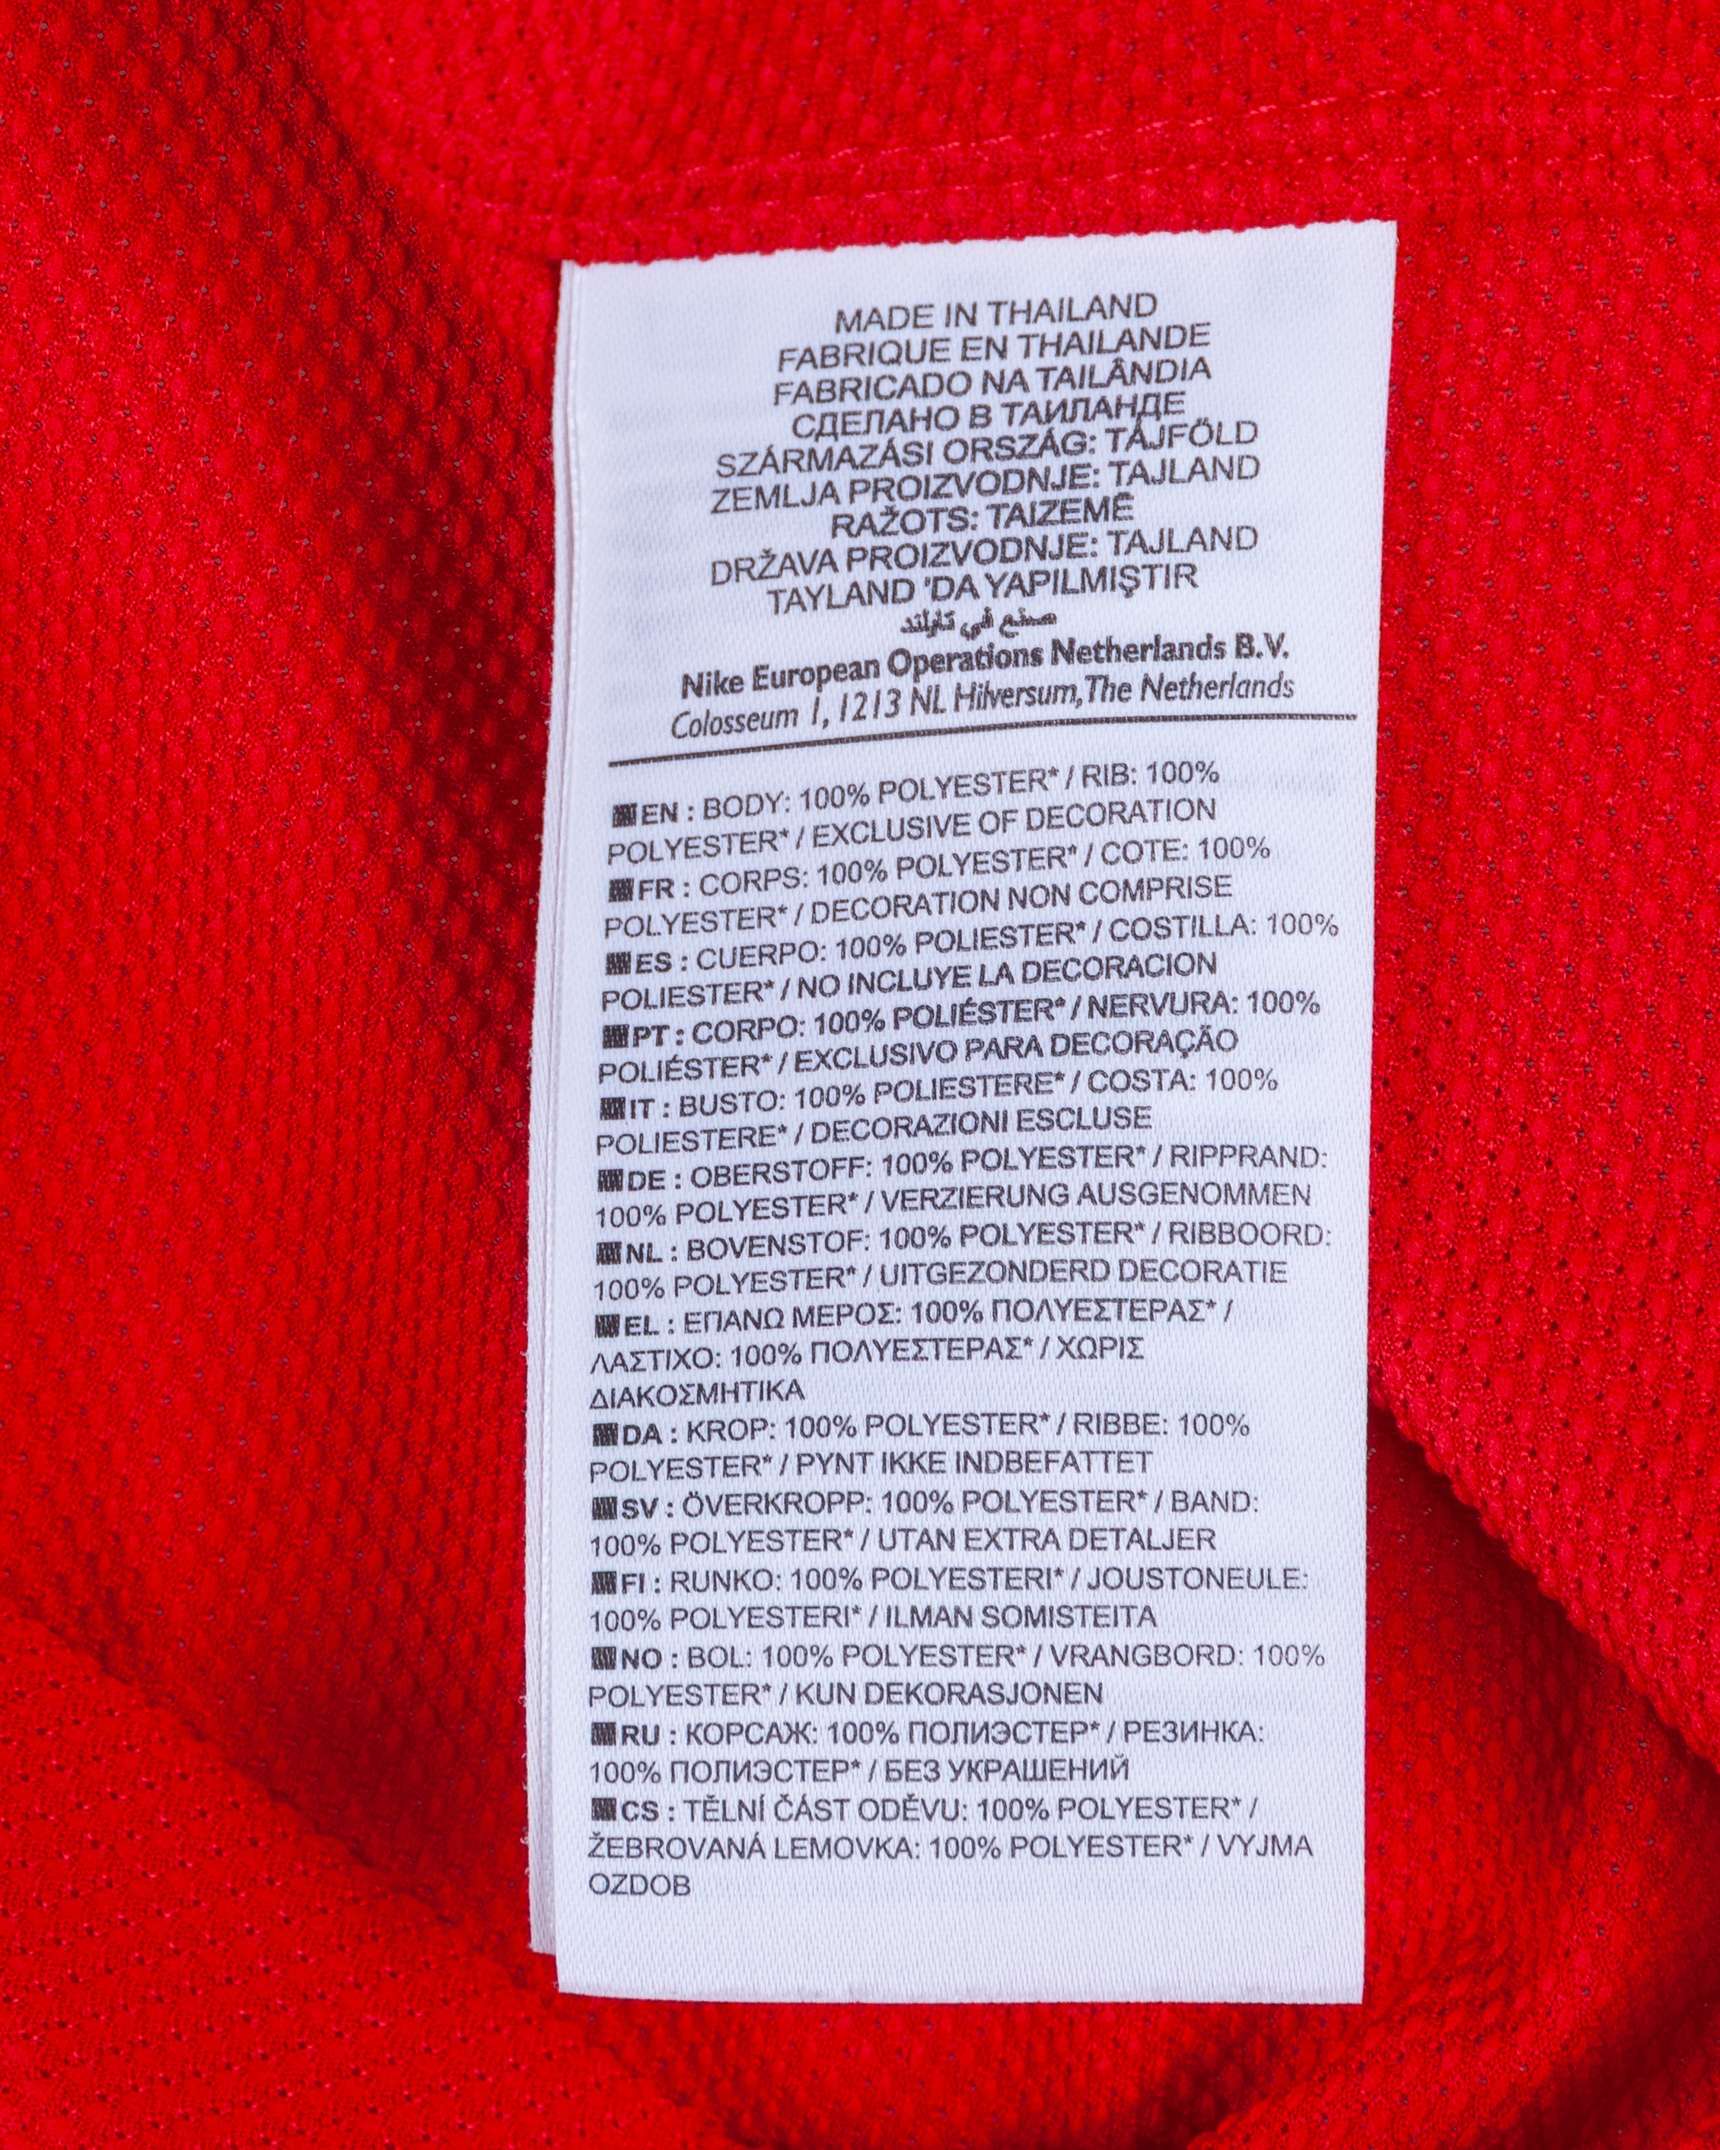 MADE IN THAILAND
FABRIQUE EN THAILANDE
FABRICADO NA TAILÂNDIA
СДЕЛАНО В ТАИЛАНДЕ
SZÁRMAZÁSI ORSZÁG: TÁJFÖLD
ZEMLJA PROIZVODNJE: TAJLAND
RAŽOTS: TAIZEMĒ
DRŽAVA PROIZVODNJE: TAJLAND
TAYLAND 'DA YAPILMIŞTIR
صنع في تايلند
Nike European Operations Netherlands B.V.
Colosseum 1, 1213 NL Hilversum, The Netherlands
EN : BODY: 100% POLYESTER* / RIB: 100%
POLYESTER* / EXCLUSIVE OF DECORATION
FR : CORPS: 100% POLYESTER* / COTE: 100%
POLYESTER* / DECORATION NON COMPRISE
ES : CUERPO: 100% POLIESTER* / COSTILLA: 100%
POLIESTER* / NO INCLUYE LA DECORACION
PT : CORPO: 100% POLIÉSTER* / NERVURA: 100%
POLIÉSTER* / EXCLUSIVO PARA DECORAÇÃO
IT : BUSTO: 100% POLIESTERE* / COSTA: 100%
POLIESTERE* / DECORAZIONI ESCLUSE
DE : OBERSTOFF: 100% POLYESTER* / RIPPRAND:
100% POLYESTER* / VERZIERUNG AUSGENOMMEN
NL : BOVENSTOF: 100% POLYESTER* / RIBBOORD:
100% POLYESTER* / UITGEZONDERD DECORATIE
EL : ΕΠΑΝΩ ΜΕΡΟΣ: 100% ΠΟΛΥΕΣΤΕΡΑΣ* /
ΛΑΣΤΙΧΟ: 100% ΠΟΛΥΕΣΤΕΡΑΣ* / ΧΩΡΙΣ
ΔΙΑΚΟΣΜΗΤΙΚΑ
DA : KROP: 100% POLYESTER* / RIBBE: 100%
POLYESTER* / PYNT IKKE INDBEFATTET
SV : ÖVERKROPP: 100% POLYESTER* / BAND:
100% POLYESTER* / UTAN EXTRA DETALJER
FI : RUNKO: 100% POLYESTERI* / JOUSTONEULE:
100% POLYESTERI* / ILMAN SOMISTEITA
NO : BOL: 100% POLYESTER* / VRANGBORD: 100%
POLYESTER* / KUN DEKORASJONEN
RU : КОРСАЖ: 100% ПОЛИЭСТЕР* / РЕЗИНКА:
100% ПОЛИЭСТЕР* / БЕЗ УКРАШЕНИЙ
CS : TĚLNÍ ČÁST ODĚVU: 100% POLYESTER* /
ŽEBROVANÁ LEMOVKA: 100% POLYESTER* / VYJMA
OZDOB